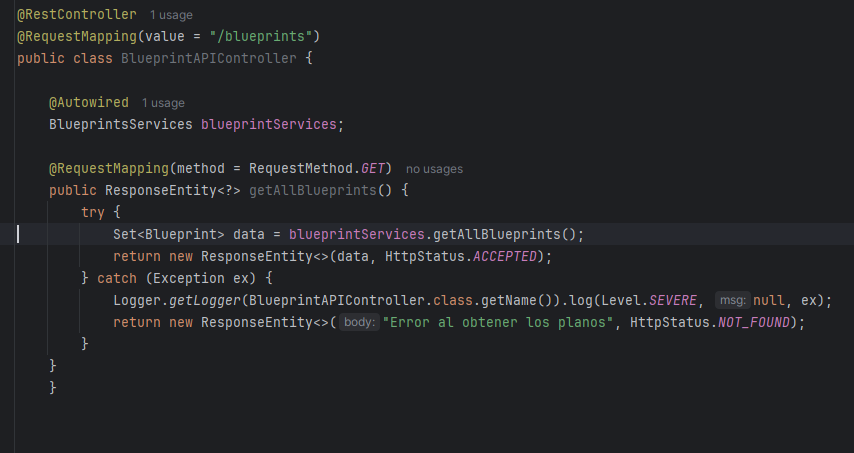 @RestController 1 usage
@RequestMapping(value = "/blueprints")
public class BlueprintAPIController {
@Autowired 1 usage
BlueprintsServices blueprintServices;
@RequestMapping(method = RequestMethod.GET) no usages
public ResponseEntity<?> getAllBlueprints() {
try {
Set<Blueprint> data = blueprintServices.getAllBlueprints();
return new ResponseEntity<>(data, HttpStatus.ACCEPTED);
} catch (Exception ex) {
Logger.getLogger(BlueprintAPIController.class.getName()).log(Level.SEVERE, msg: null, ex);
return new ResponseEntity<>( body: "Error al obtener los planos", HttpStatus.NOT_FOUND);
}
}
}